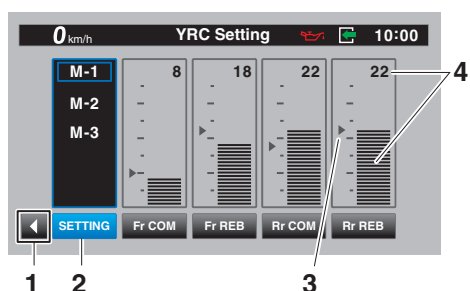 0 km/h YRC Setting 10:00
M-1 8 18 22 22 4
M-2
M-3
SETTING Fr COM Fr REB Rr COM Rr REB
1 2 3